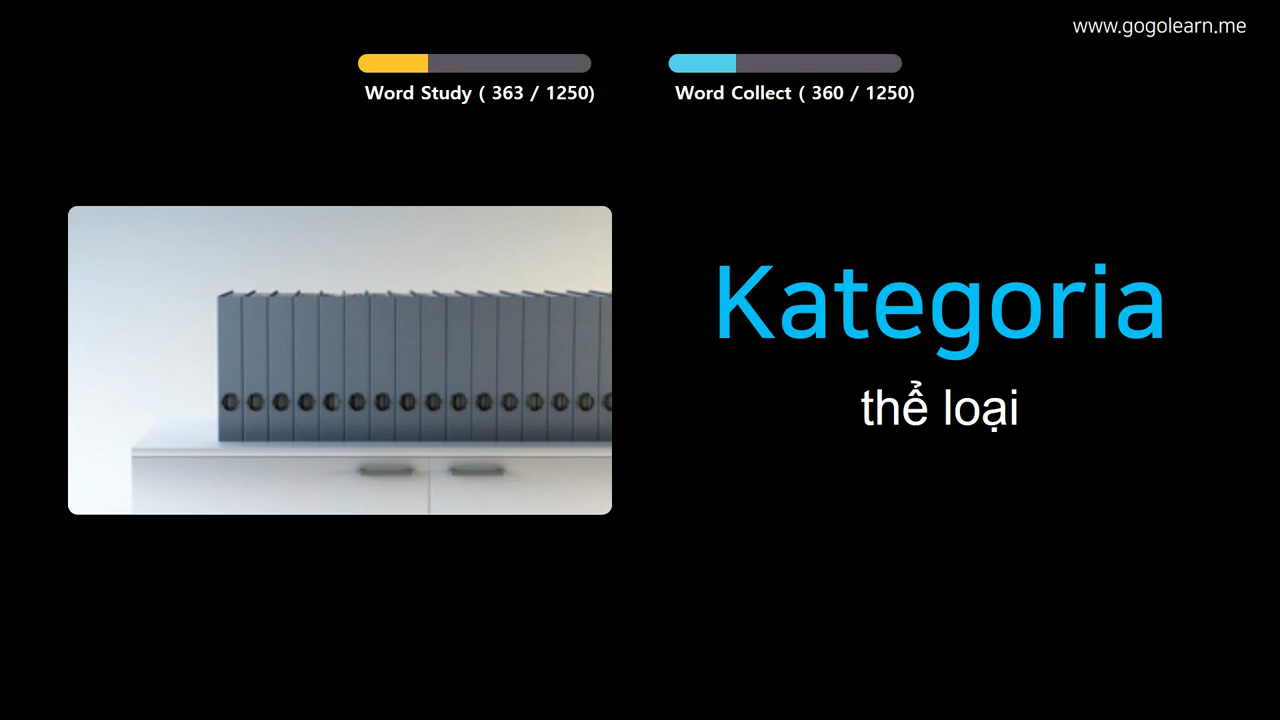 www.gogolearn.me
Word Study ( 363 / 1250)
Word Collect ( 360 / 1250)
Kategoria
thể loại